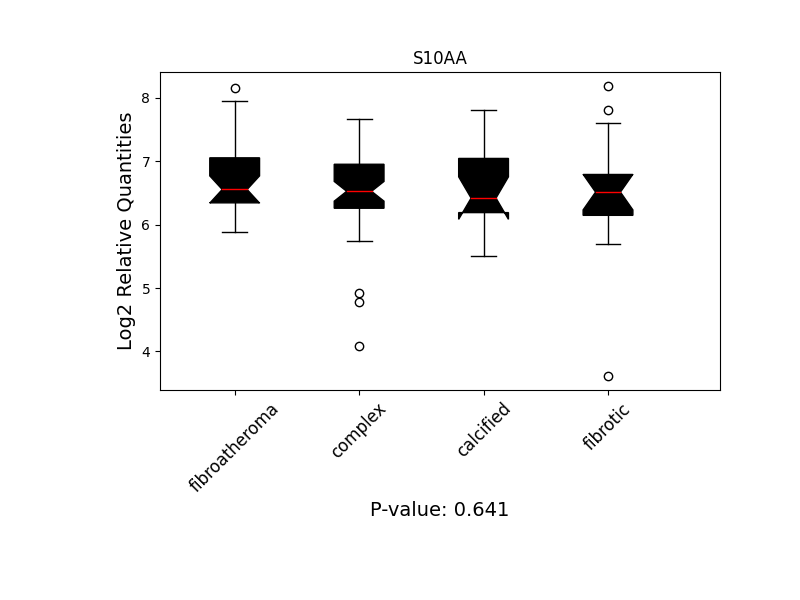 S10AA
Log2 Relative Quantities
8
7
6
5
4
fibroatheroma
complex
calcified
fibrotic
P-value: 0.641